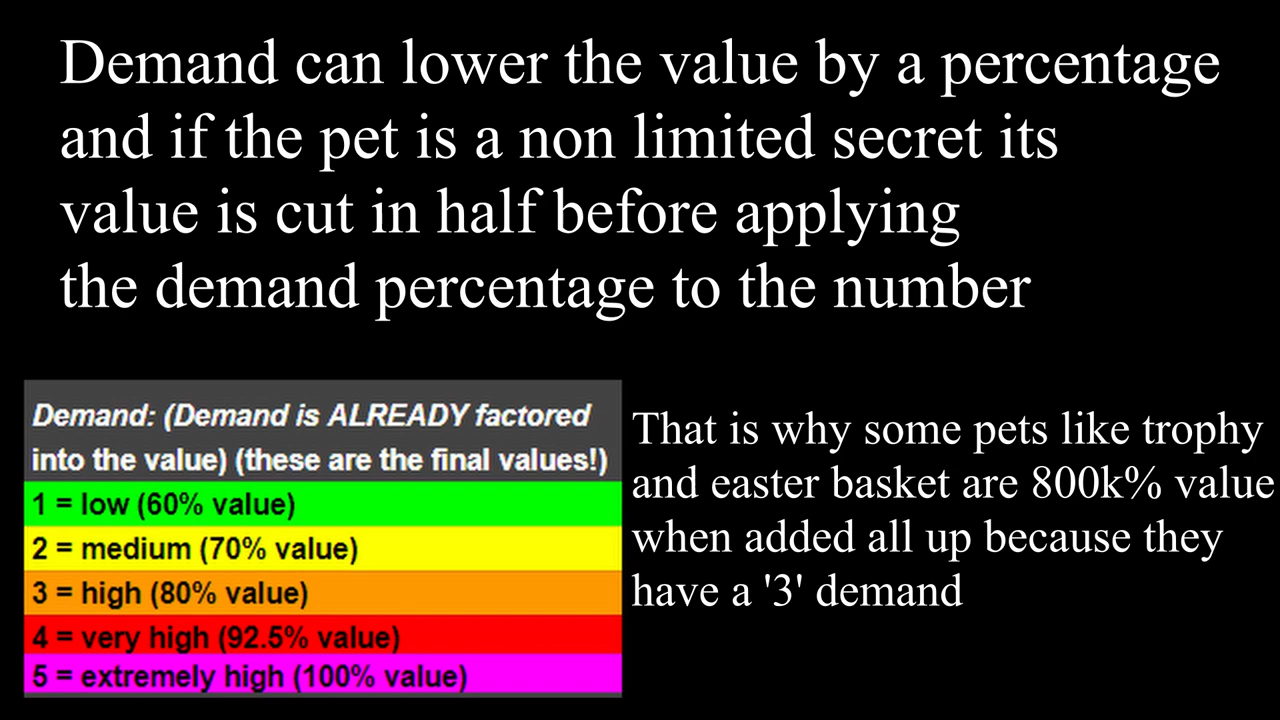 Demand can lower the value by a percentage
and if the pet is a non limited secret its
value is cut in half before applying
the demand percentage to the number
Demand: (Demand is ALREADY factored
into the value) (these are the final values!)
1 = low (60% value)
2 = medium (70% value)
3 = high (80% value)
4 = very high (92.5% value)
5 = extremely high (100% value)
That is why some pets like trophy
and easter basket are 800k% value
when added all up because they
have a '3' demand